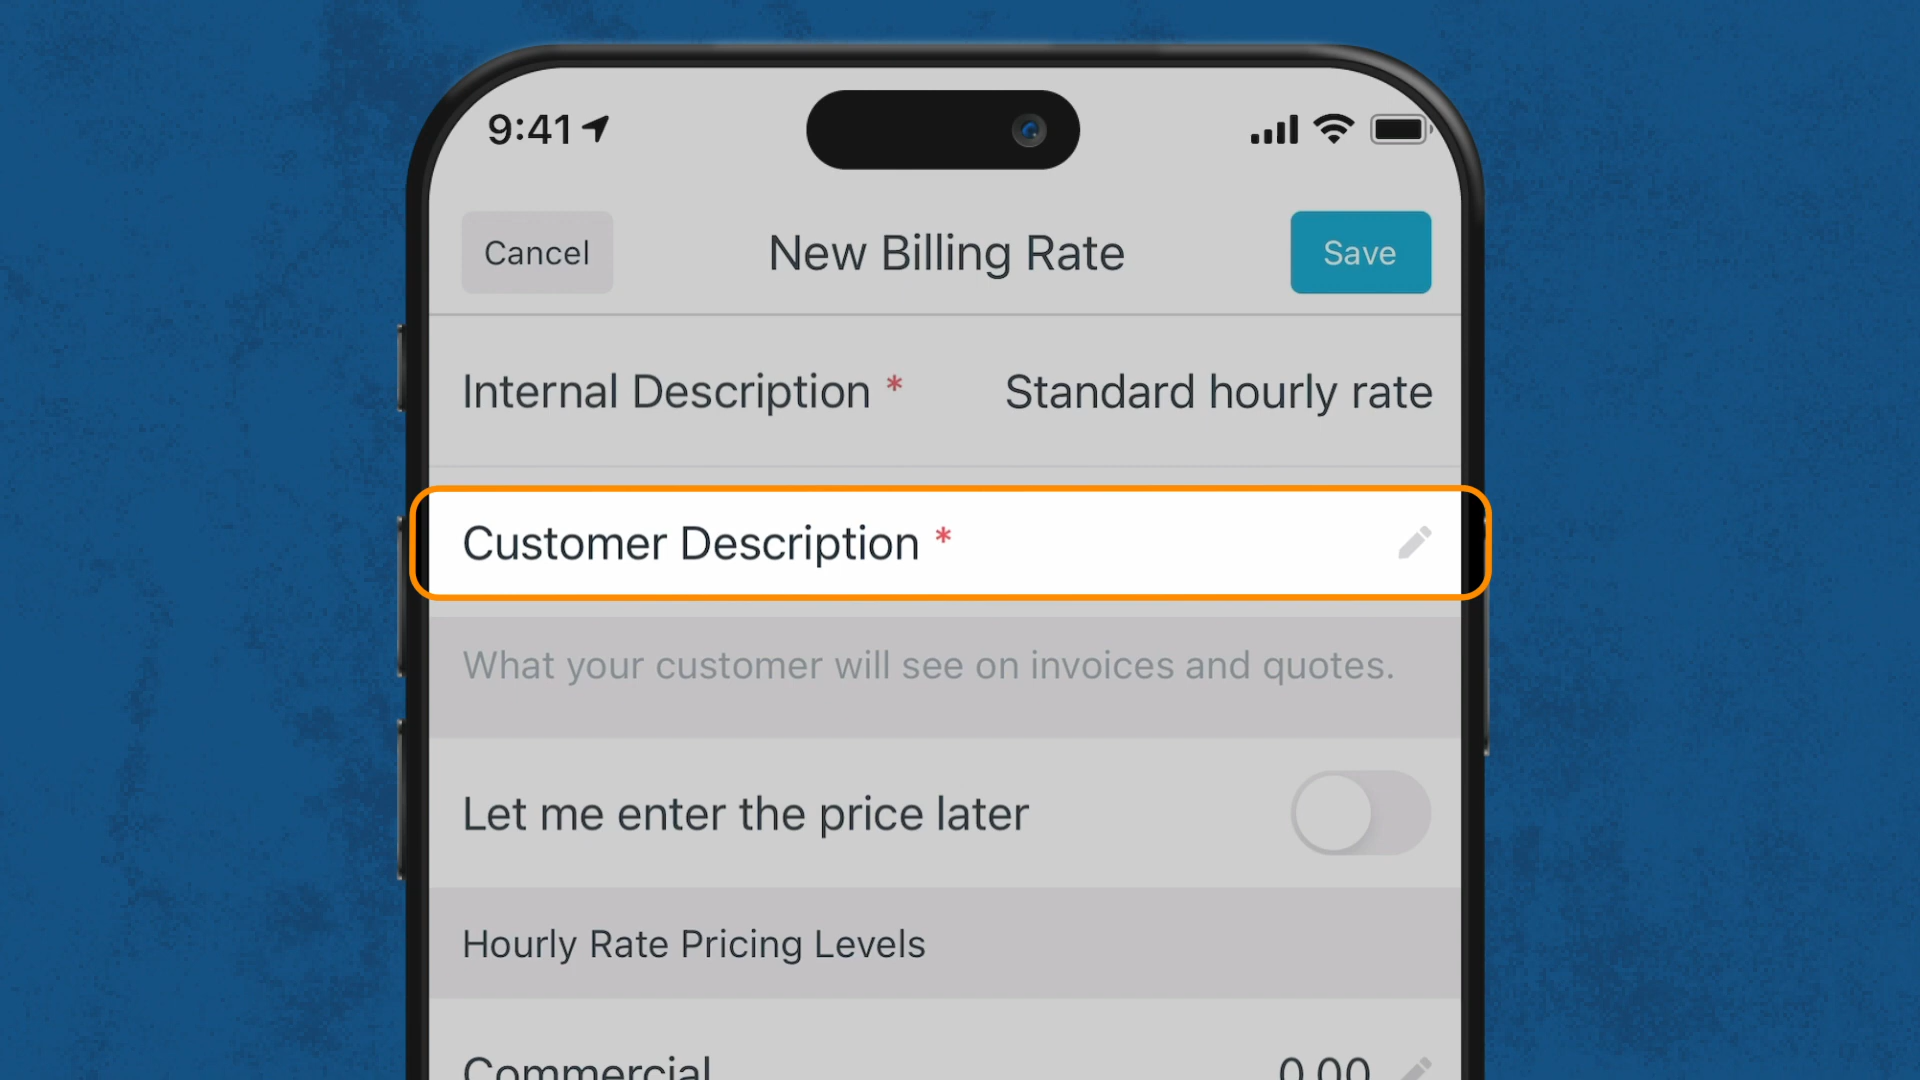 9:41
Cancel New Billing Rate Save
Internal Description * Standard hourly rate
Customer Description *
What your customer will see on invoices and quotes.
Let me enter the price later
Hourly Rate Pricing Levels
Commercial 0.00